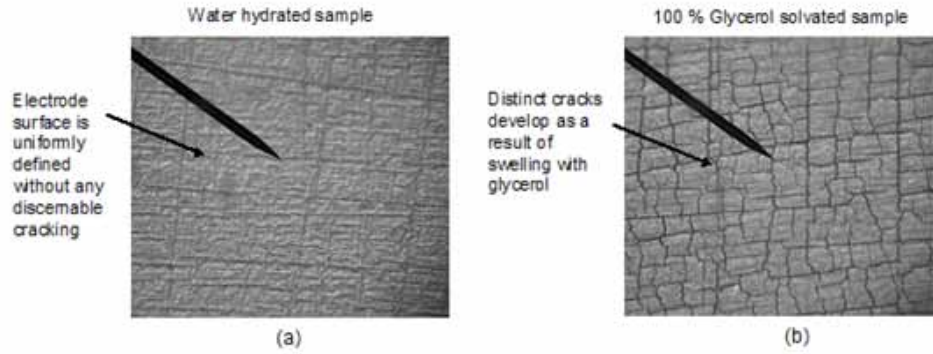 Water hydrated sample
100 % Glycerol solvated sample
Electrode
surface is
uniformly
defined
without any
discernable
cracking
Distinct cracks
develop as a
result of
swelling with
glycerol
(a)
(b)